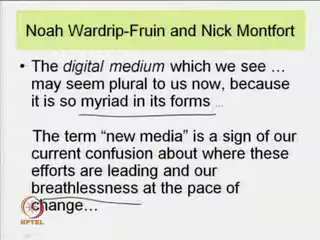 Noah Wardrip-Fruin and Nick Montfort
• The digital medium which we see …
may seem plural to us now, because
it is so myriad in its forms ...
The term “new media” is a sign of our
current confusion about where these
efforts are leading and our
breathlessness at the pace of
change…
NPTEL